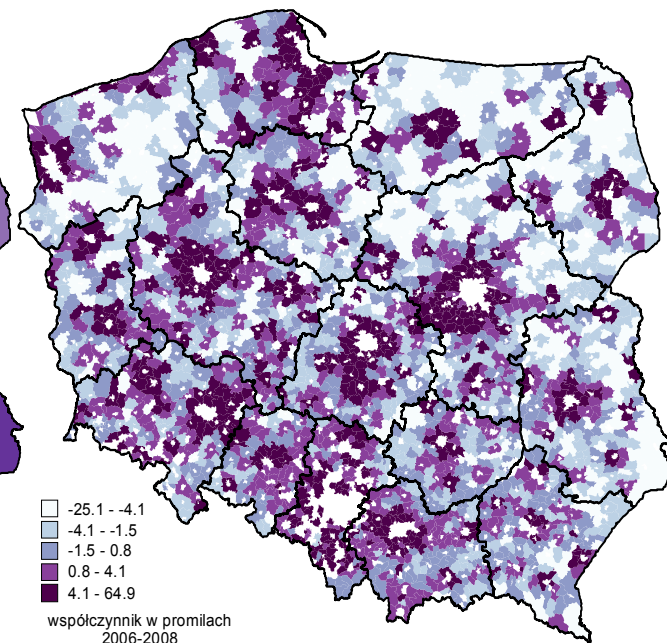 -25.1 - -4.1
-4.1 - -1.5
-1.5 - 0.8
0.8 - 4.1
4.1 - 64.9
współczynnik w promilach
2006-2008